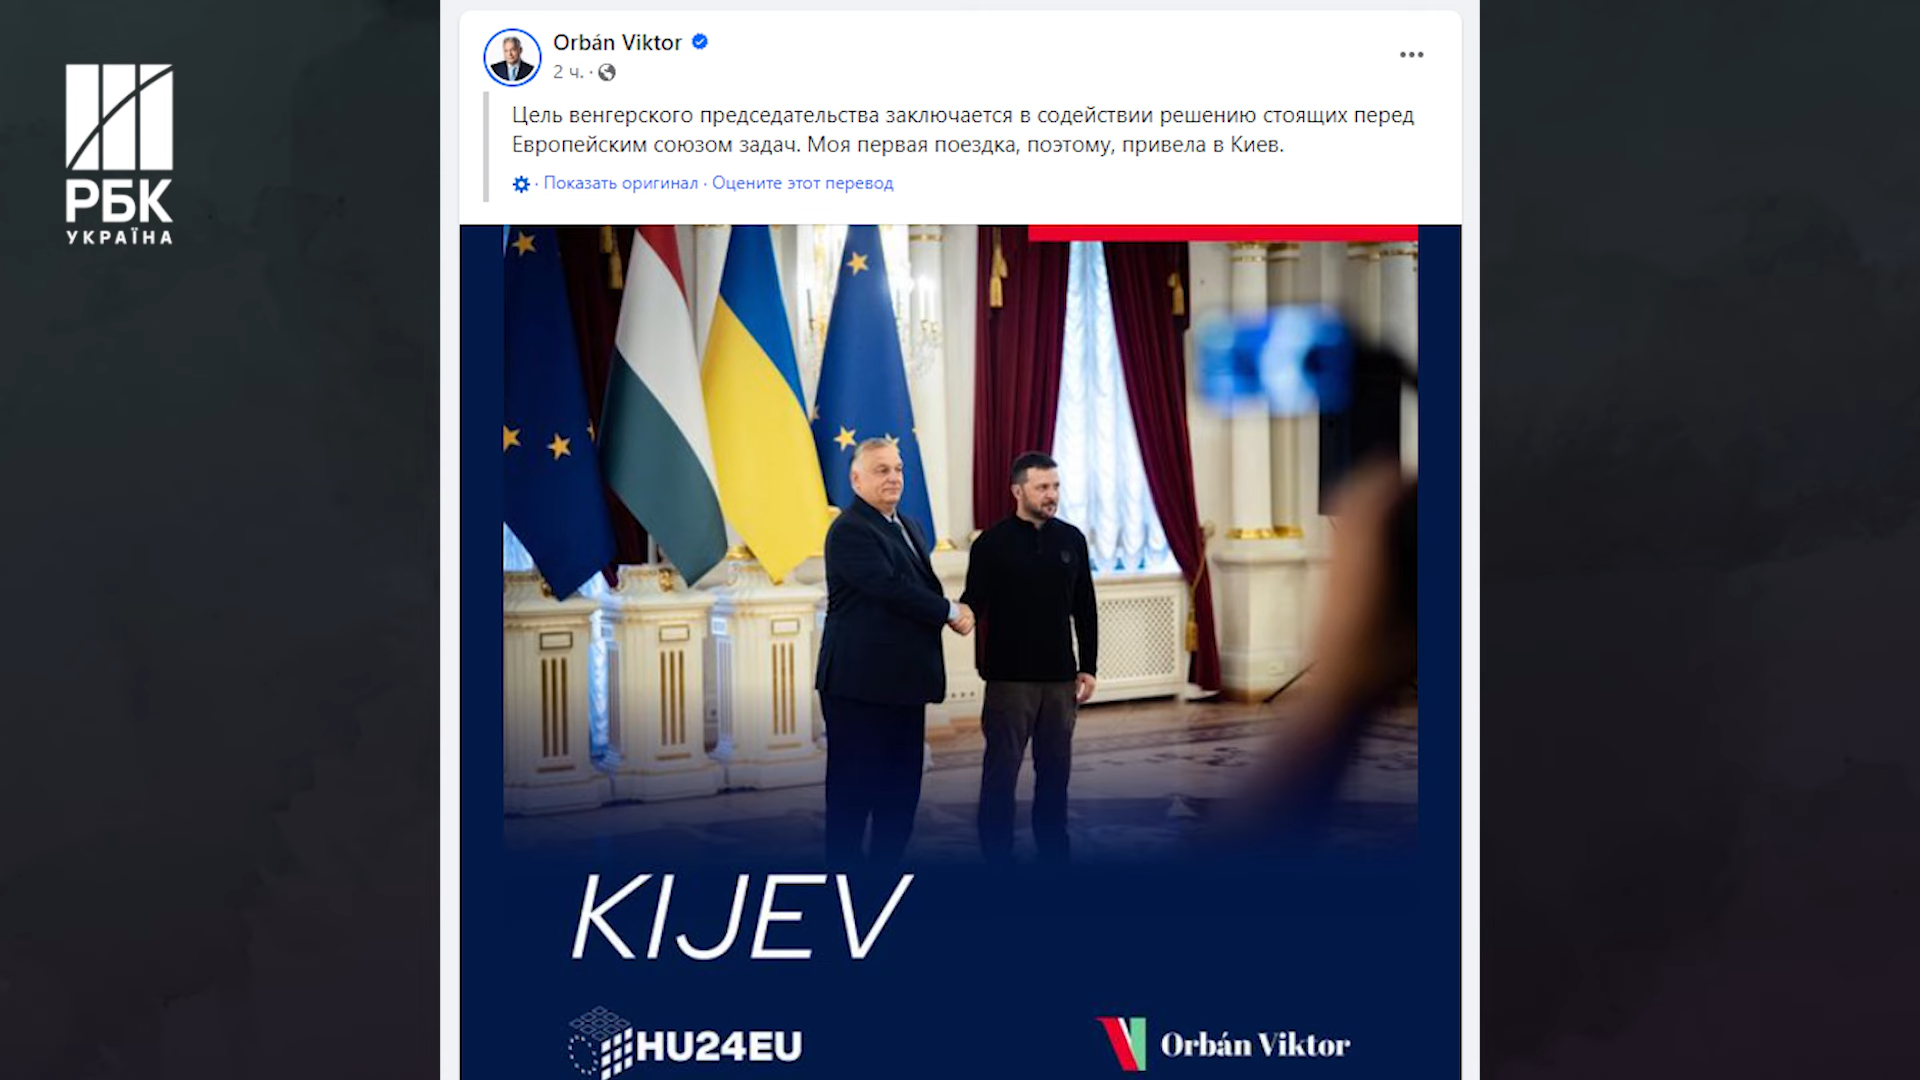 РБК
УКРАЇНА
Orbán Viktor
2 ч. ·
Цель венгерского председательства заключается в содействии решению стоящих перед
Европейским союзом задач. Моя первая поездка, поэтому, привела в Киев.
· Показать оригинал · Оцените этот перевод
KIJEV
HU24EU
Orbán Viktor